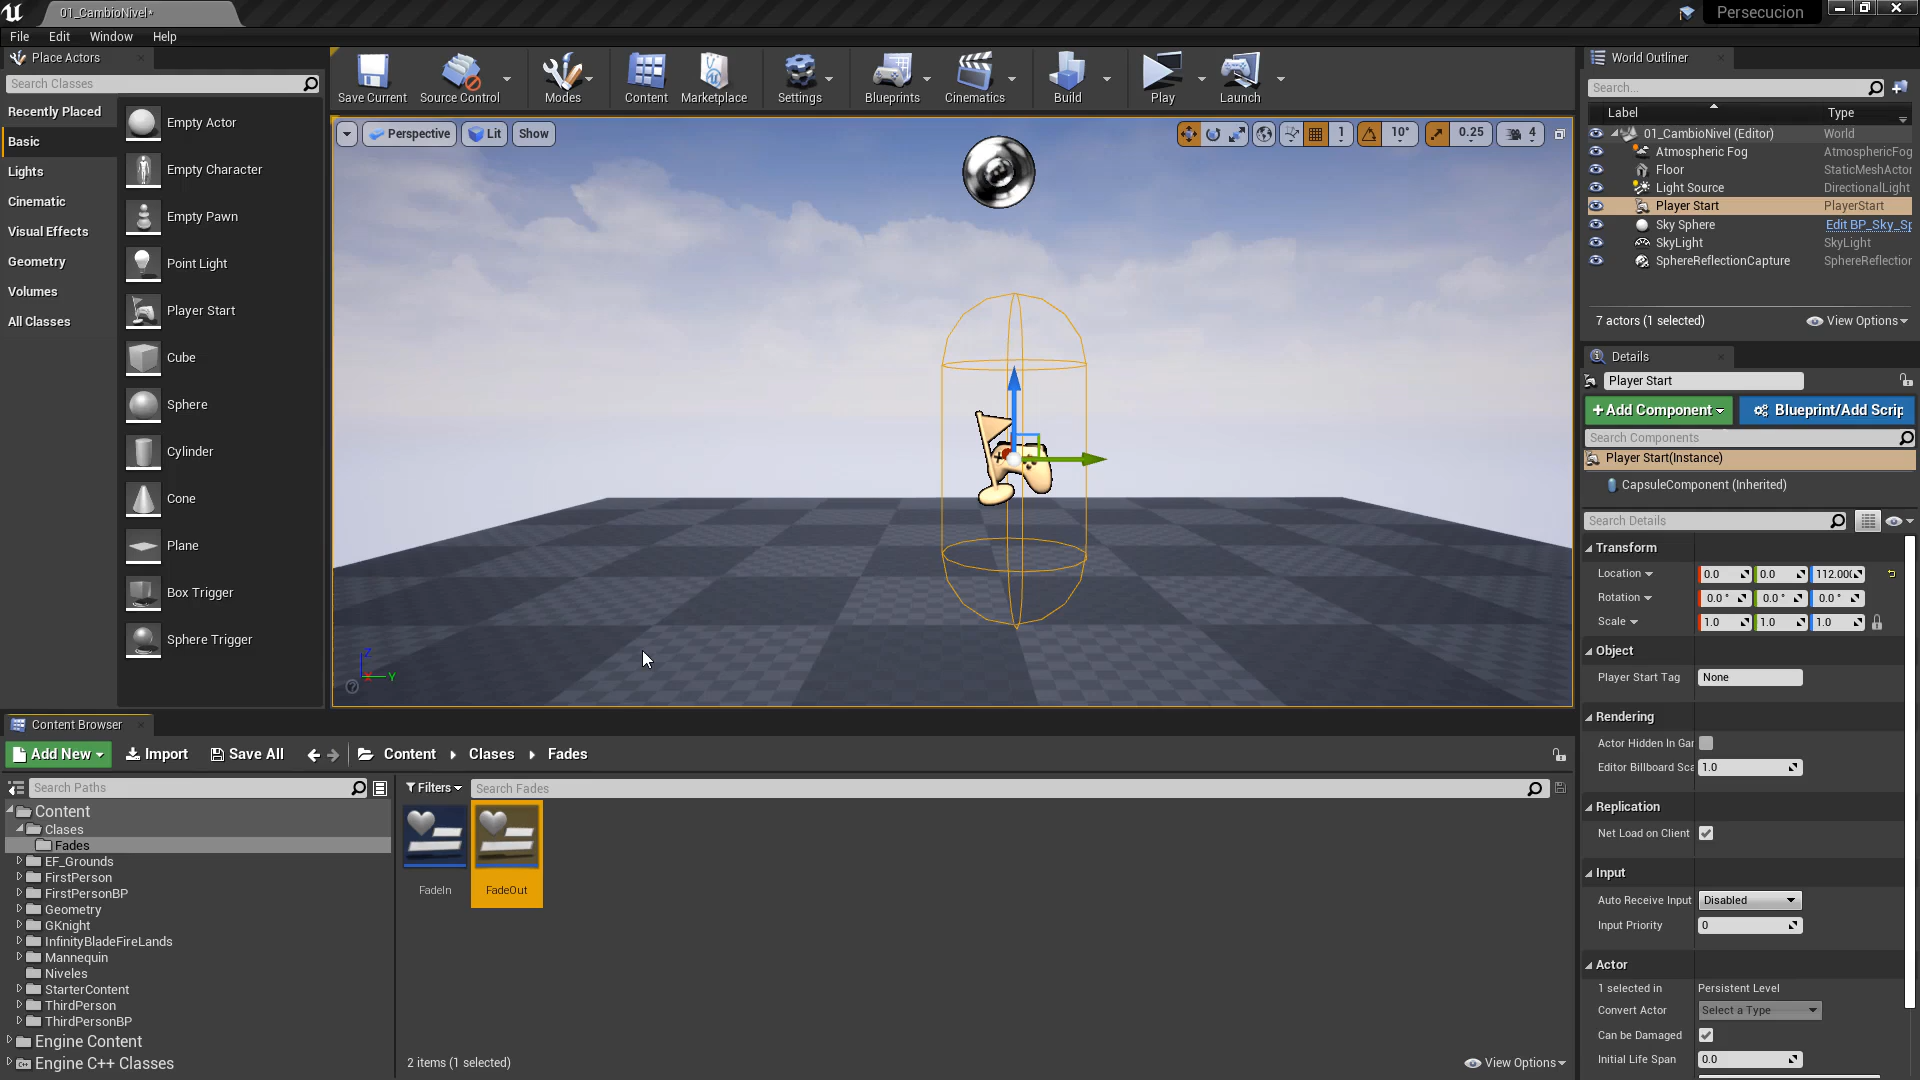 01_CambioNivel*
Persecucion
File Edit Window Help
Place Actors
Search Classes
Recently Placed
Basic
Lights
Cinematic
Visual Effects
Geometry
Volumes
All Classes
Empty Actor
Empty Character
Empty Pawn
Point Light
Player Start
Cube
Sphere
Cylinder
Cone
Plane
Box Trigger
Sphere Trigger
Save Current Source Control Modes Content Marketplace Settings Blueprints Cinematics Build Play Launch
Perspective Lit Show
1 10° 0.25 4
Z
X Y
World Outliner
Search...
Label Type
01_CambioNivel (Editor) World
Atmospheric Fog AtmosphericFog
Floor StaticMeshActor
Light Source DirectionalLight
Player Start PlayerStart
Sky Sphere Edit BP_Sky_Sp
SkyLight SkyLight
SphereReflectionCapture SphereReflection
7 actors (1 selected) View Options
Details
Player Start
+Add Component Blueprint/Add Scrip
Search Components
Player Start(Instance)
CapsuleComponent (Inherited)
Search Details
Transform
Location 0.0 0.0 112.00
Rotation 0.0 ° 0.0 ° 0.0 °
Scale 1.0 1.0 1.0
Object
Player Start Tag None
Rendering
Actor Hidden In Gar
Editor Billboard Sca 1.0
Replication
Net Load on Client
Input
Auto Receive Input Disabled
Input Priority 0
Actor
1 selected in Persistent Level
Convert Actor Select a Type
Can be Damaged
Initial Life Span 0.0
Content Browser
Add New Import Save All Content Clases Fades
Search Paths
Filters Search Fades
Content
Clases
Fades
EF_Grounds
FirstPerson
FirstPersonBP
Geometry
GKnight
InfinityBladeFireLands
Mannequin
Niveles
StarterContent
ThirdPerson
ThirdPersonBP
Engine Content
Engine C++ Classes
FadeIn FadeOut
2 items (1 selected) View Options